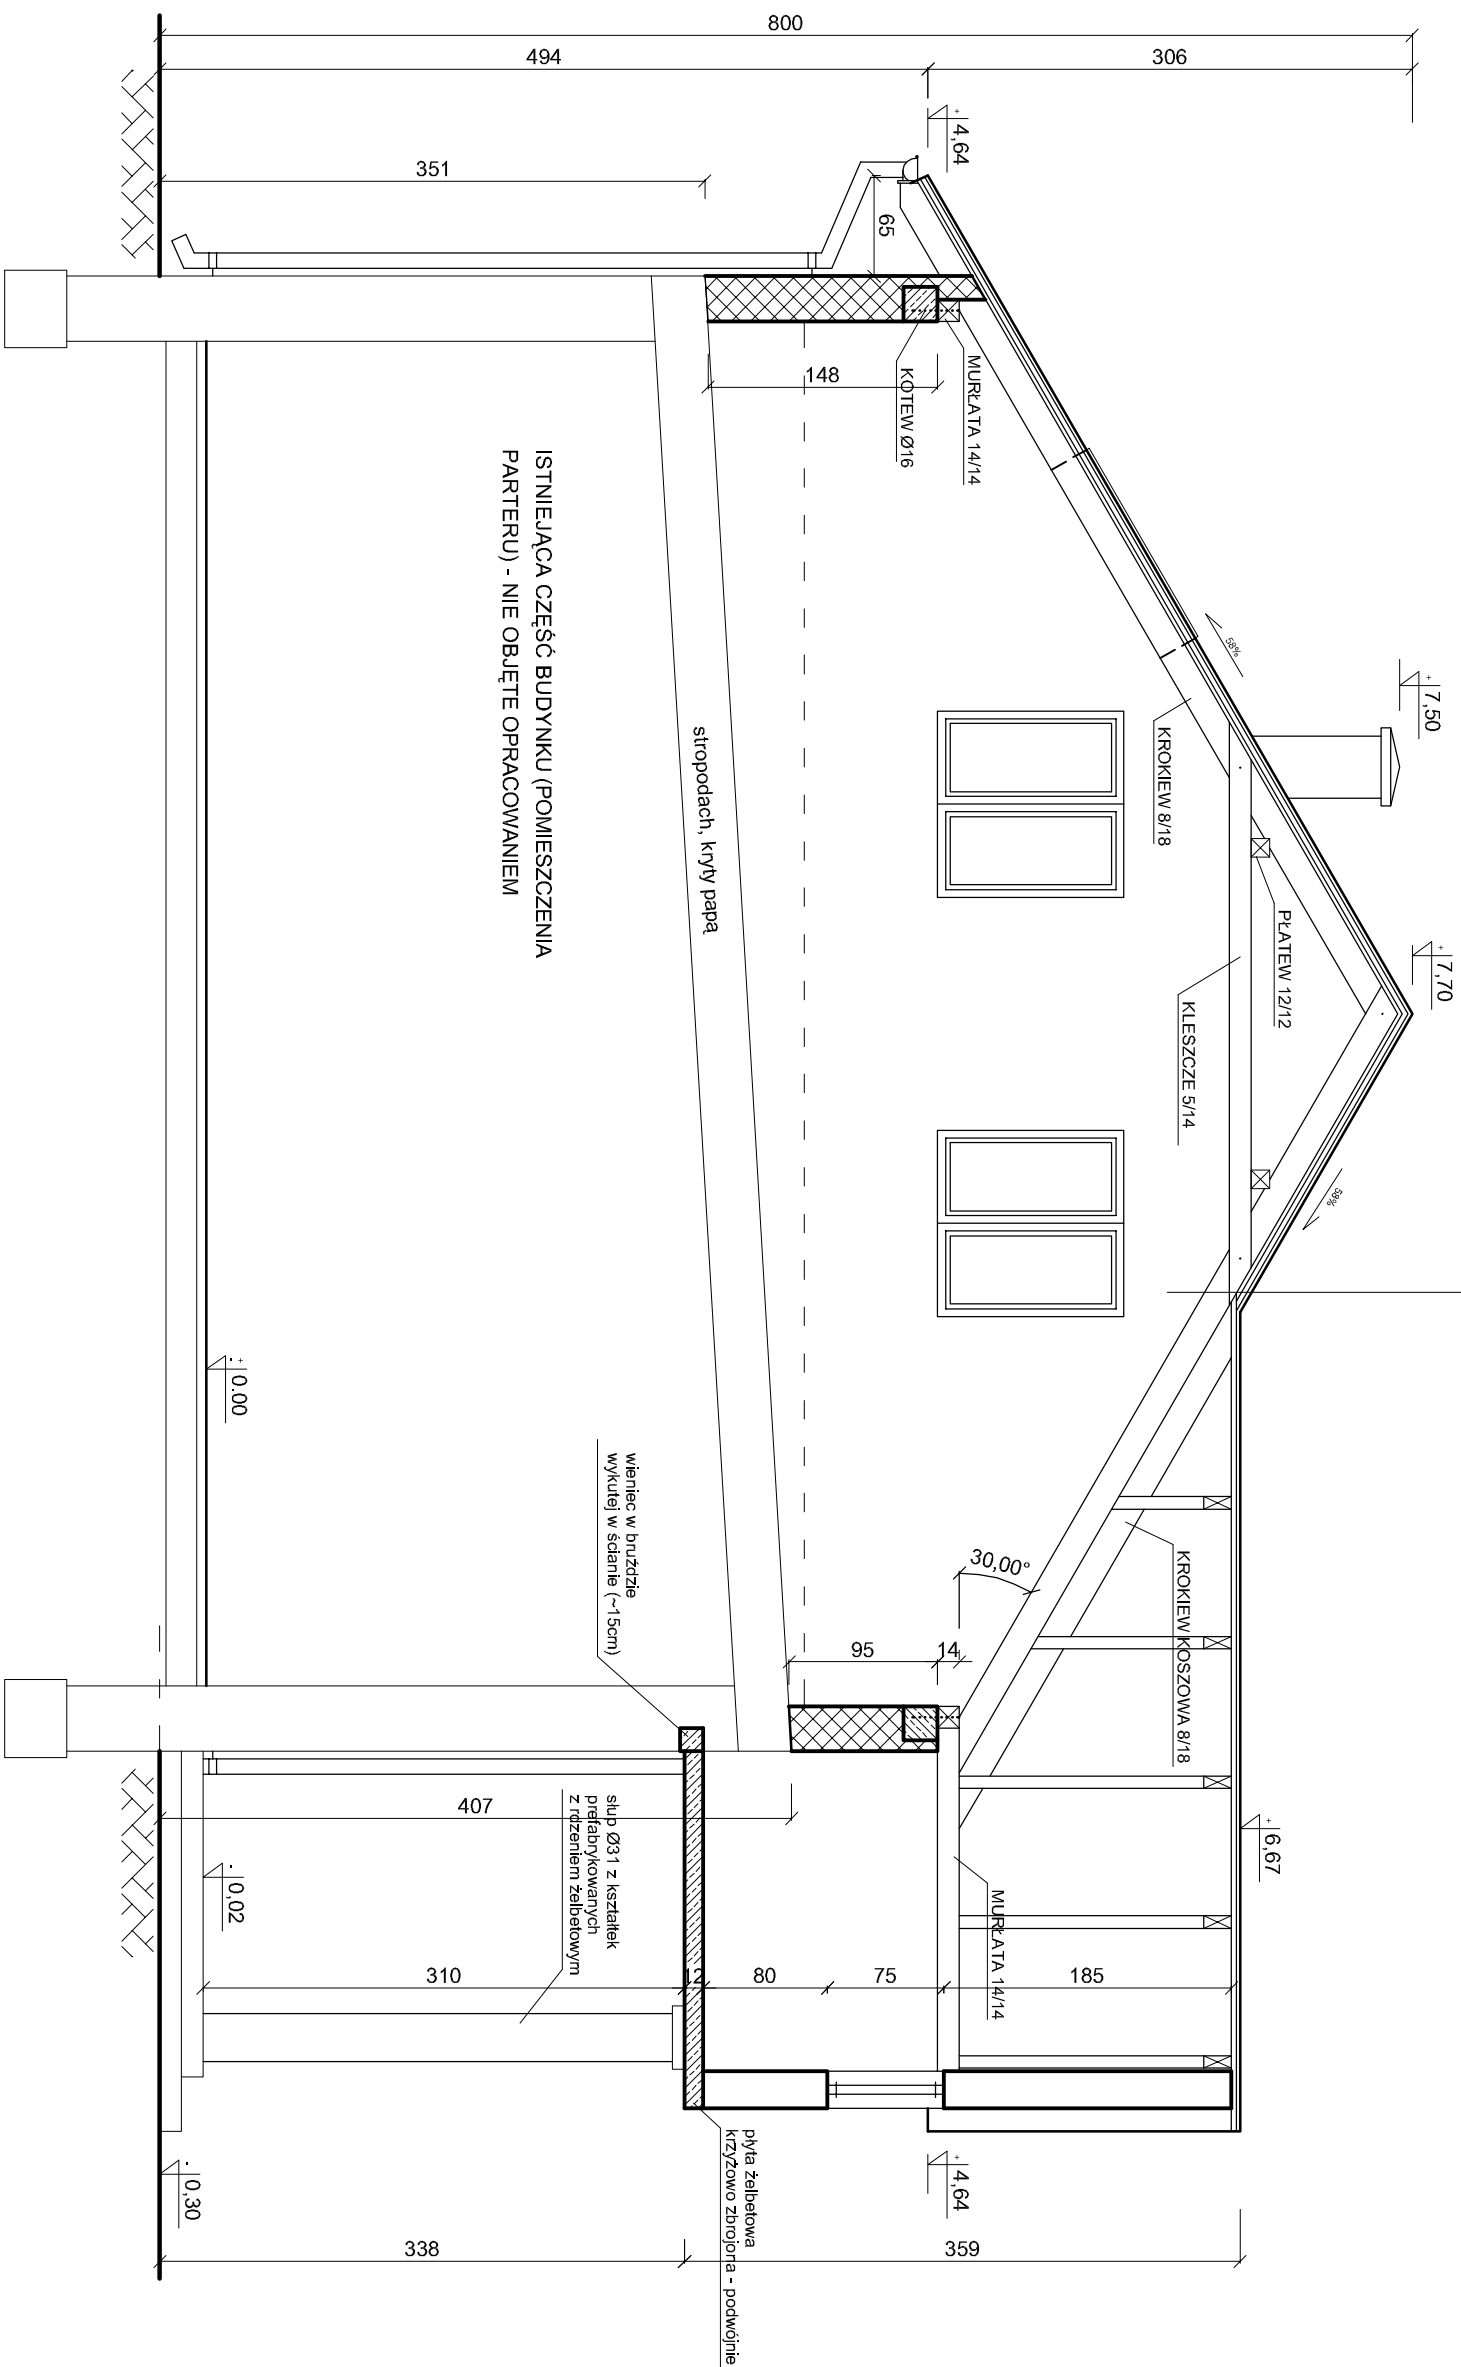 800
494
306
+ 4,64
351
65
+ 7,50
58%
148
KOTEW Ø16
MURŁATA 14/14
KROKIEW 8/18
PŁATEW 12/12
+ 7,70
KLESZCZE 5/14
58%
ISTNIEJĄCA CZĘŚĆ BUDYNKU (POMIESZCZENIA
PARTERU) - NIE OBJĘTE OPRACOWANIEM
stropodach, kryty papą
+ 0.00
-
wieniec w bruździe
wykutej w ścianie (~15cm)
30,00°
KROKIEW KOSZOWA 8/18
95
14
407
słup Ø31 z kształtek
prefabrykowanych
z rdzeniem żelbetowym
- 0,02
+ 6,67
MURŁATA 14/14
310
12
80
75
185
płyta żelbetowa
krzyżowo zbrojona - podwójnie
+ 4,64
- 0,30
338
359